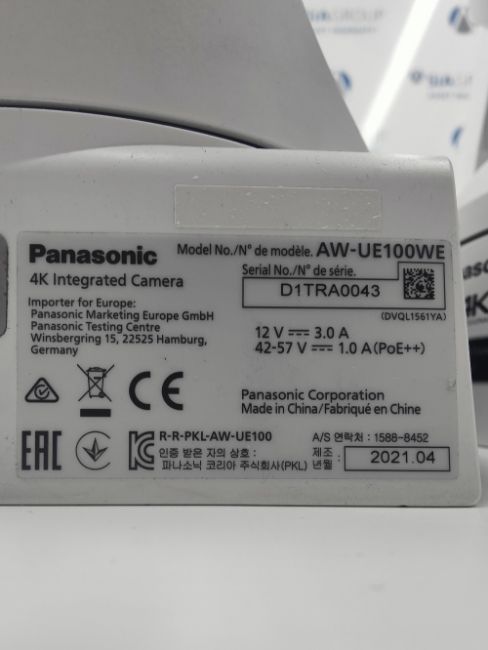 Panasonic
Model No./N° de modèle. AW-UE100WE
4K Integrated Camera
Serial No./N° de série.
D1TRA0043
(DVQL1561YA)
Importer for Europe:
Panasonic Marketing Europe GmbH
Panasonic Testing Centre
Winsbergring 15, 22525 Hamburg,
Germany
12 V 3.0 A
42-57 V 1.0 A (PoE++)
CE
Panasonic Corporation
Made in China/Fabriqué en Chine
EAC
R-R-PKL-AW-UE100
인증 받은 자의 상호 :
파나소닉 코리아 주식회사(PKL)
A/S 연락처 : 1588-8452
제조
년월 : 2021.04
4K